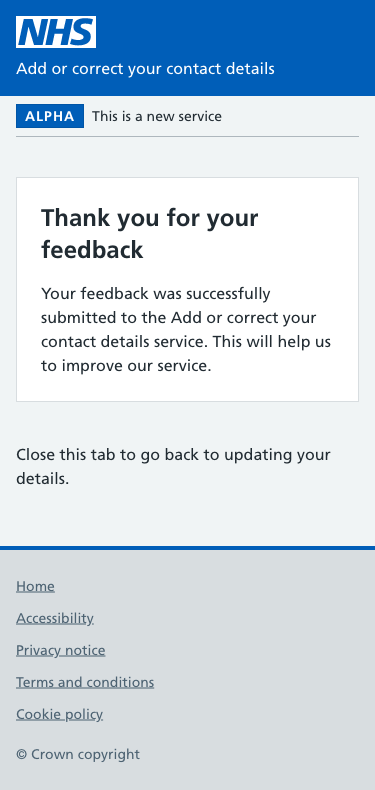 NHS
Add or correct your contact details
ALPHA This is a new service
Thank you for your
feedback
Your feedback was successfully
submitted to the Add or correct your
contact details service. This will help us
to improve our service.
Close this tab to go back to updating your
details.
Home
Accessibility
Privacy notice
Terms and conditions
Cookie policy
© Crown copyright